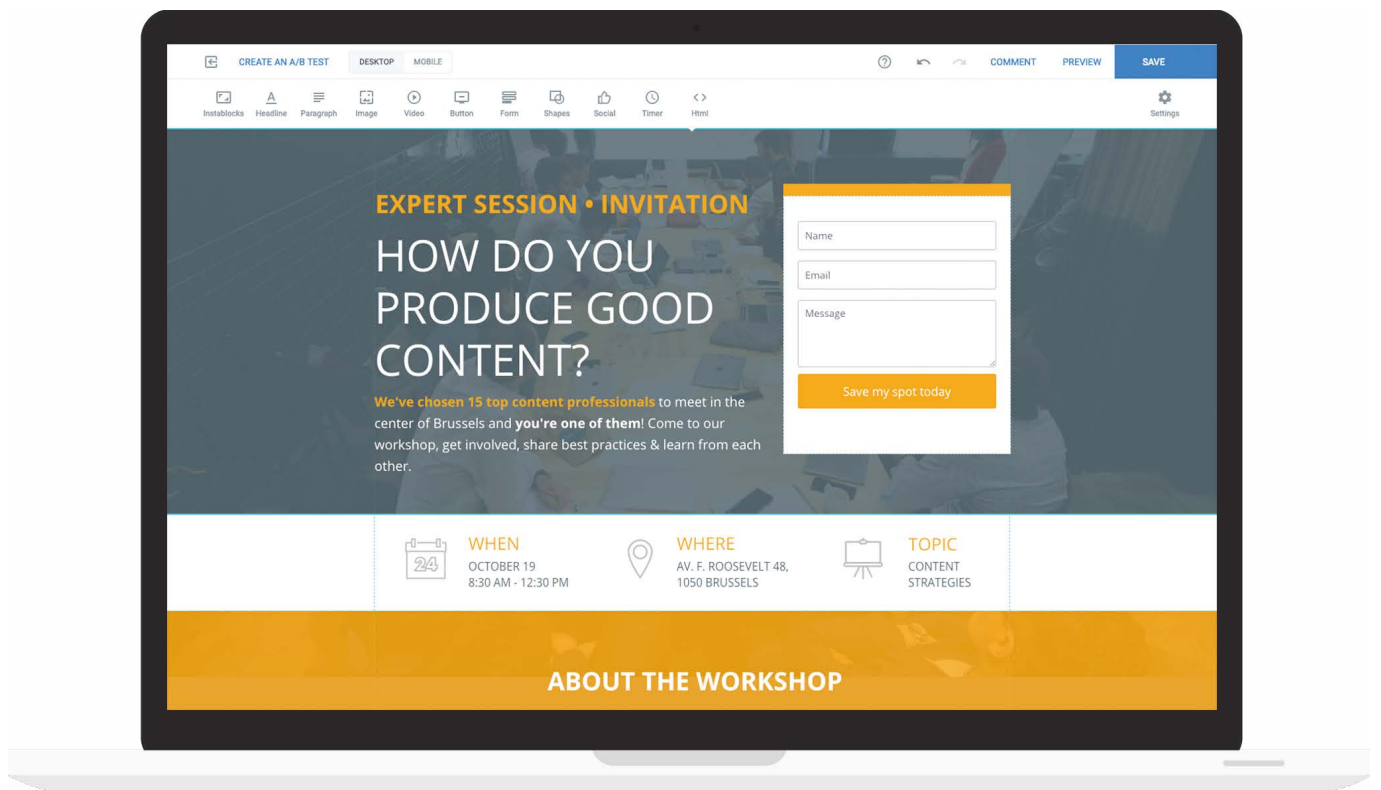 CREATE AN A/B TEST
DESKTOP
MOBILE
COMMENT
PREVIEW
SAVE
Instablocks
Headline
Paragraph
Image
Video
Button
Form
Shapes
Social
Timer
Html
Settings
EXPERT SESSION • INVITATION
HOW DO YOU
PRODUCE GOOD
CONTENT?
We've chosen 15 top content professionals to meet in the
center of Brussels and you're one of them! Come to our
workshop, get involved, share best practices & learn from each
other.
Name
Email
Message
Save my spot today
24
WHEN
OCTOBER 19
8:30 AM - 12:30 PM
WHERE
AV. F. ROOSEVELT 48,
1050 BRUSSELS
TOPIC
CONTENT
STRATEGIES
ABOUT THE WORKSHOP